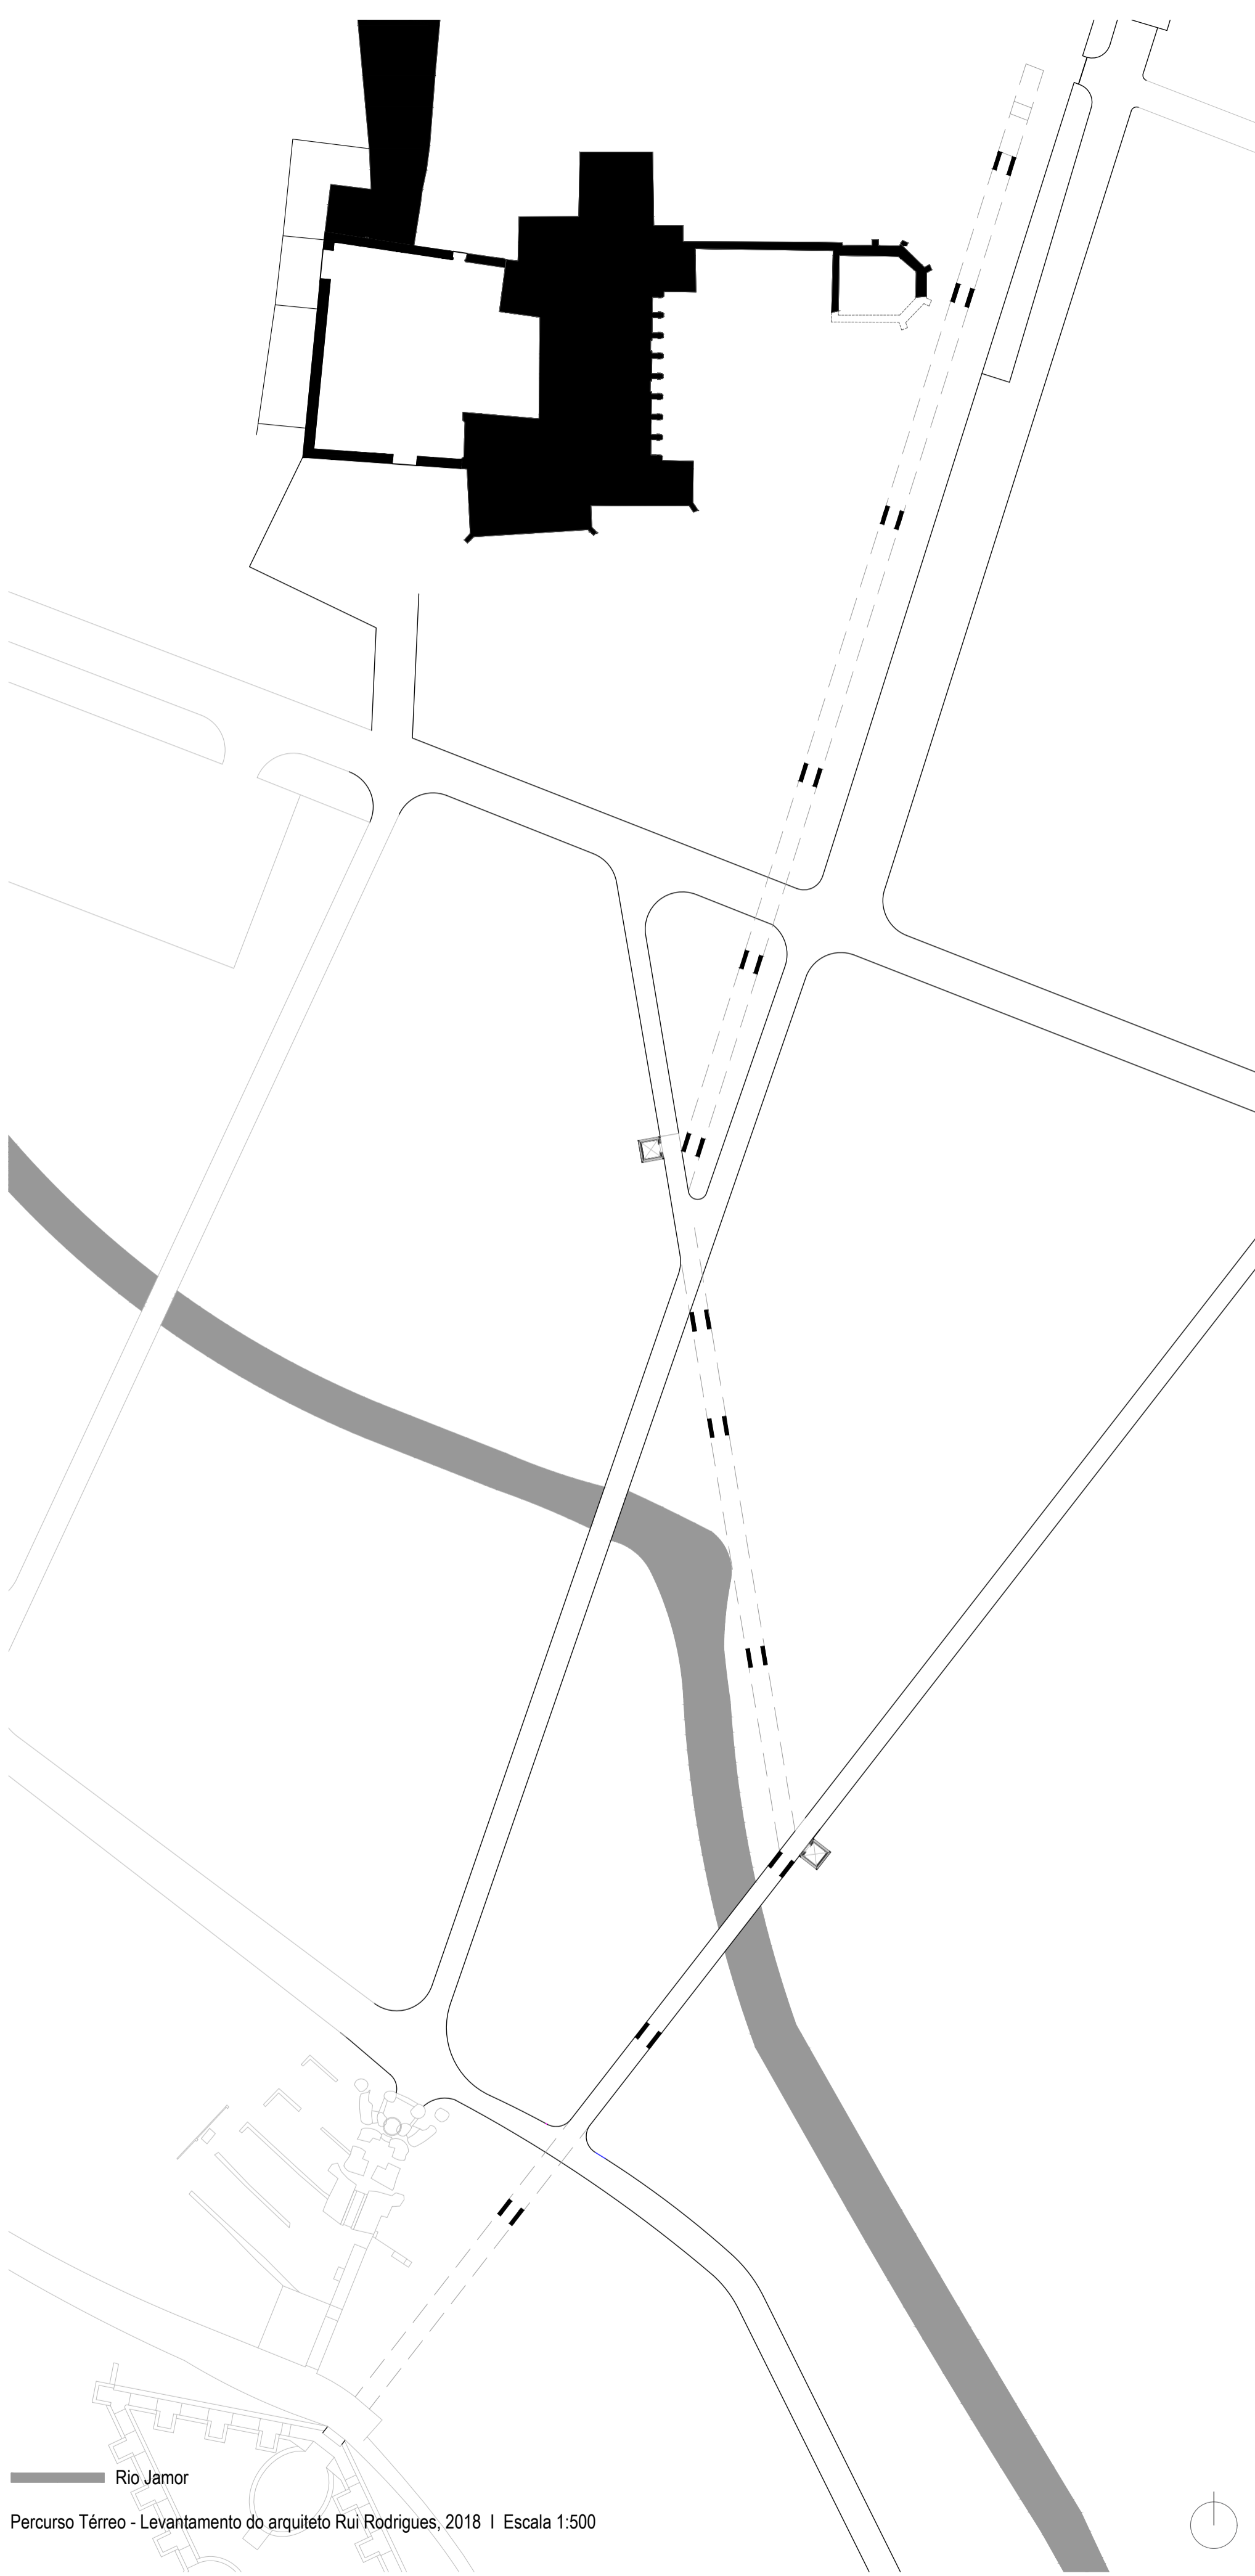 Rio Jamor
Percurso Térreo - Levantamento do arquiteto Rui Rodrigues, 2018 I Escala 1:500